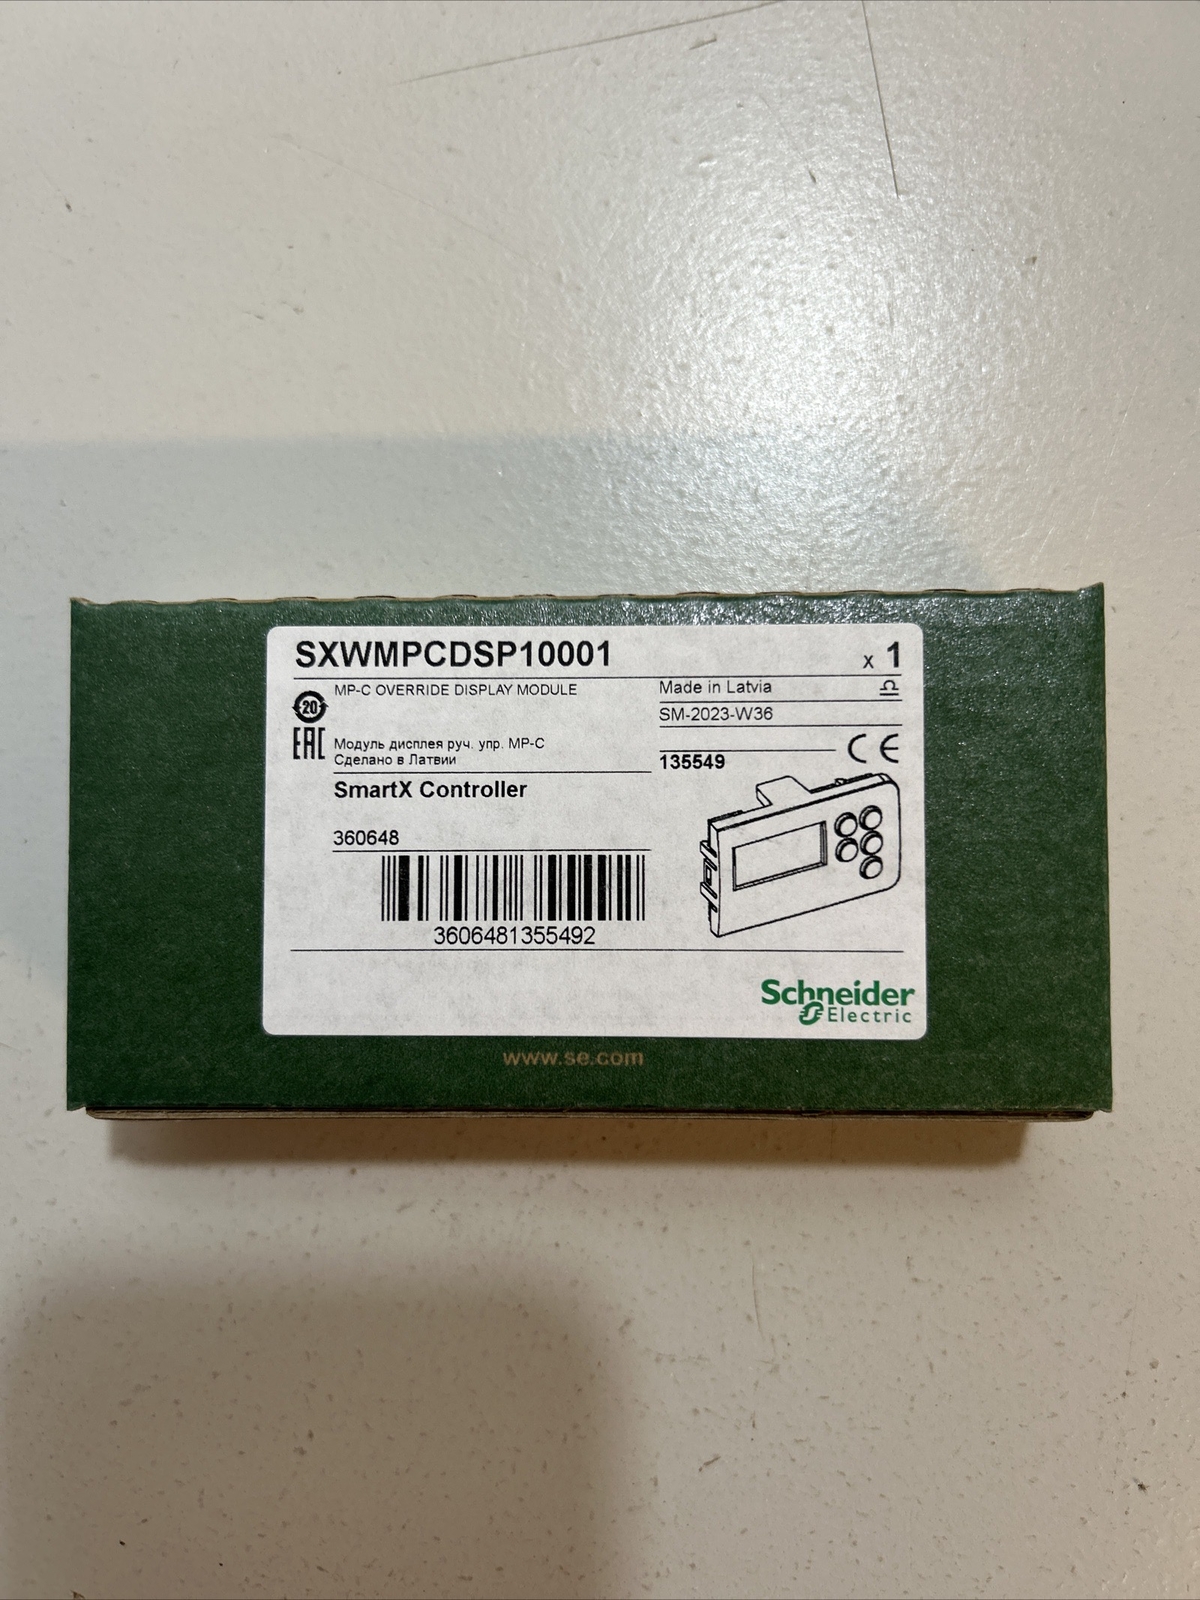 SXWMPCDSP10001
x 1
MP-C OVERRIDE DISPLAY MODULE
Made in Latvia
20
SM-2023-W36
EAC
Модуль дисплея руч. упр. MP-C
Сделано в Латвии
CE
135549
SmartX Controller
360648
3606481355492
Schneider
Electric
www.se.com